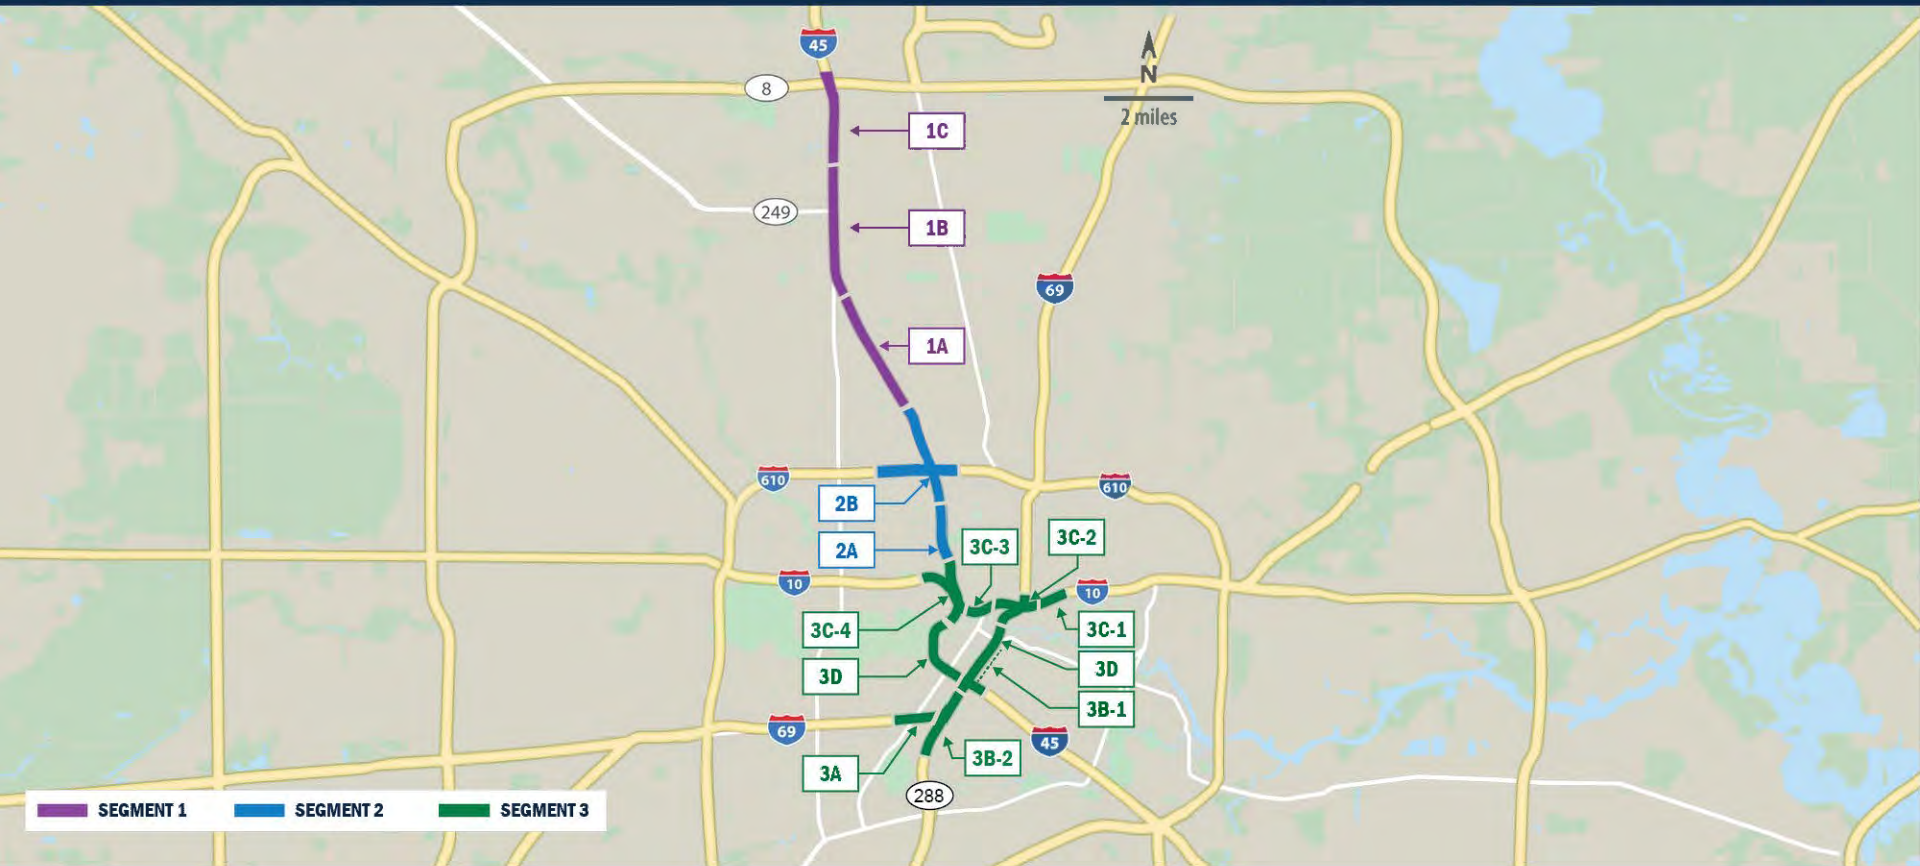 45
N
8
2 miles
1C
249
1B
69
1A
610
610
2B
3C-2
3C-3
2A
10
10
3C-4
3C-1
3D
3D
3B-1
69
45
3B-2
3A
288
SEGMENT 1
SEGMENT 2
SEGMENT 3